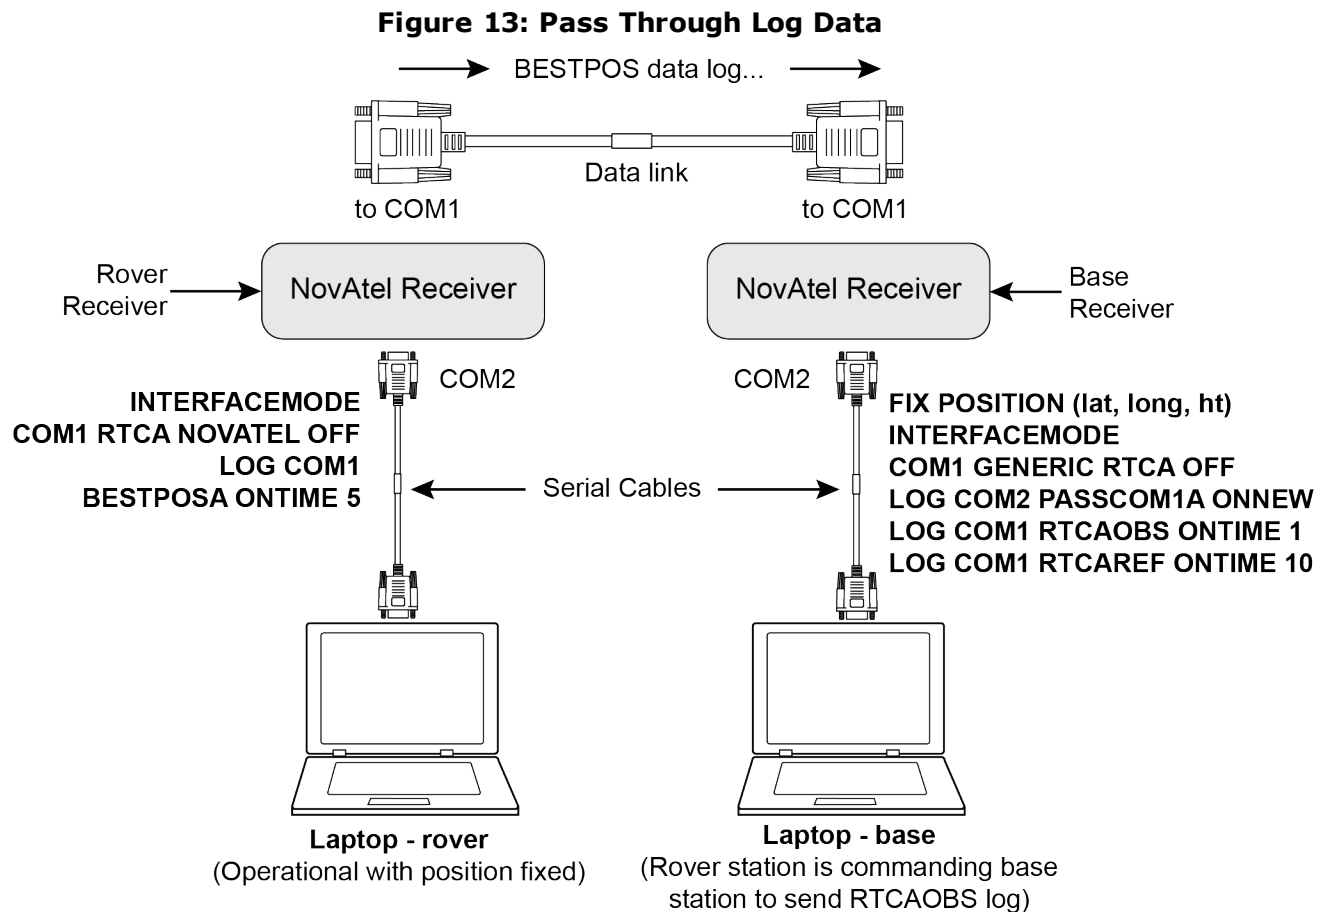 Figure 13: Pass Through Log Data
BESTPOS data log...
Data link
to COM1
to COM1
Rover
Receiver
NovAtel Receiver
NovAtel Receiver
Base
Receiver
COM2
COM2
INTERFACEMODE
COM1 RTCA NOVATEL OFF
LOG COM1
BESTPOSA ONTIME 5
Serial Cables
FIX POSITION (lat, long, ht)
INTERFACEMODE
COM1 GENERIC RTCA OFF
LOG COM2 PASSCOM1A ONNEW
LOG COM1 RTCAOBS ONTIME 1
LOG COM1 RTCAREF ONTIME 10
Laptop - rover
(Operational with position fixed)
Laptop - base
(Rover station is commanding base
station to send RTCAOBS log)